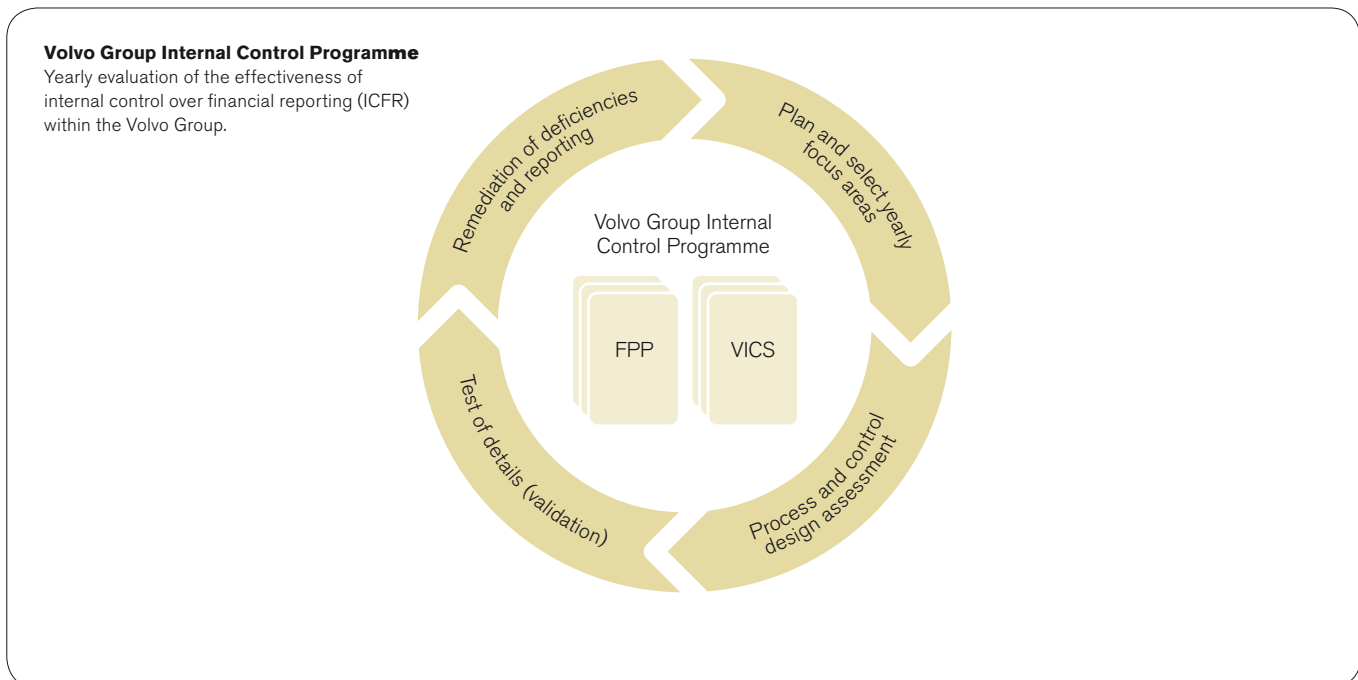 Volvo Group Internal Control Programme
Yearly evaluation of the effectiveness of
internal control over financial reporting (ICFR)
within the Volvo Group.
Remediation of deficiencies
and reporting
Plan and select yearly
focus areas
Volvo Group Internal
Control Programme
FPP
VICS
Test of details (validation)
Process and control
design assessment